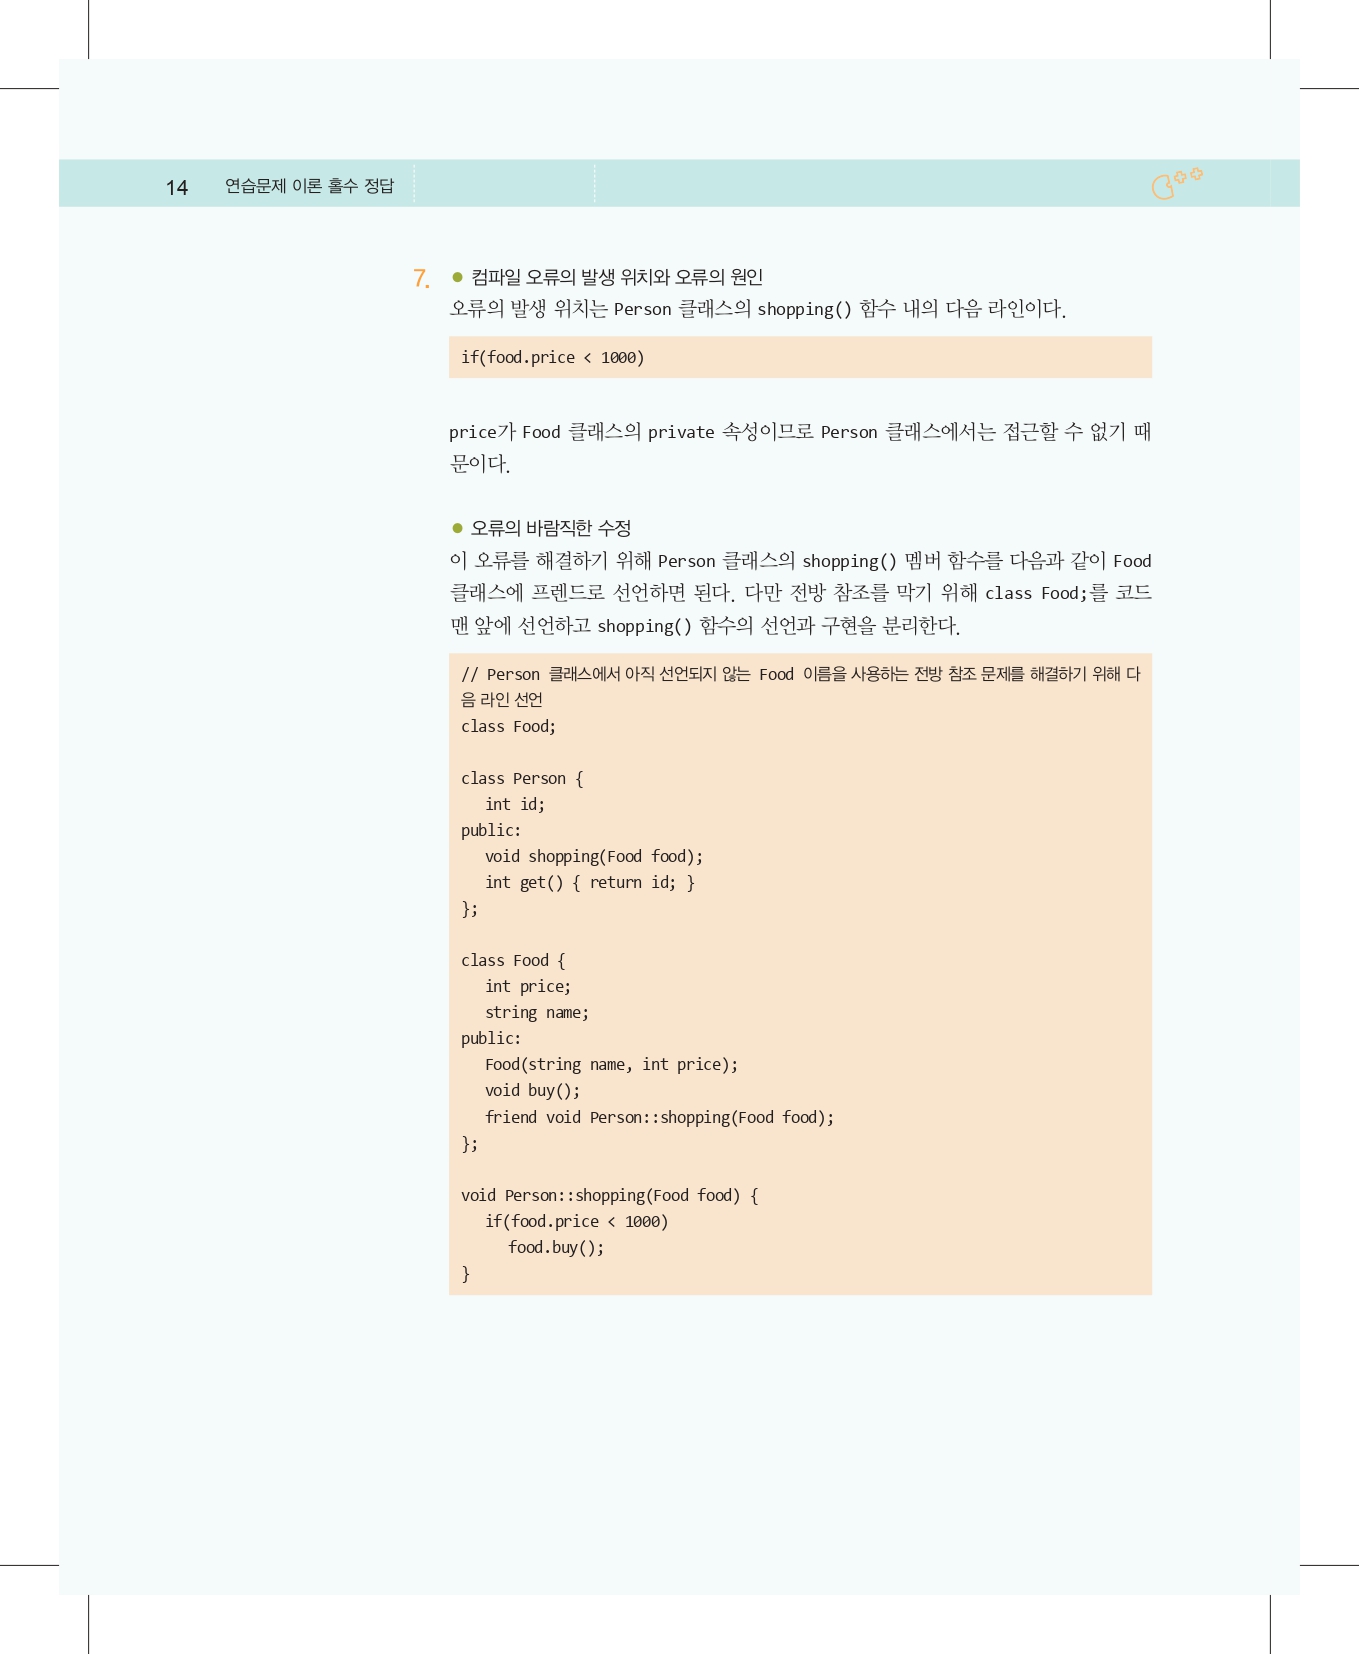 14 연습문제 이론 홀수 정답
7. ● 컴파일 오류의 발생 위치와 오류의 원인
오류의 발생 위치는 Person 클래스의 shopping() 함수 내의 다음 라인이다.
if(food.price < 1000)
price가 Food 클래스의 private 속성이므로 Person 클래스에서는 접근할 수 없기 때
문이다.
● 오류의 바람직한 수정
이 오류를 해결하기 위해 Person 클래스의 shopping() 멤버 함수를 다음과 같이 Food
클래스에 프렌드로 선언하면 된다. 다만 전방 참조를 막기 위해 class Food;를 코드
맨 앞에 선언하고 shopping() 함수의 선언과 구현을 분리한다.
// Person 클래스에서 아직 선언되지 않는 Food 이름을 사용하는 전방 참조 문제를 해결하기 위해 다
음 라인 선언
class Food;
class Person {
int id;
public:
void shopping(Food food);
int get() { return id; }
};
class Food {
int price;
string name;
public:
Food(string name, int price);
void buy();
friend void Person::shopping(Food food);
};
void Person::shopping(Food food) {
if(food.price < 1000)
food.buy();
}